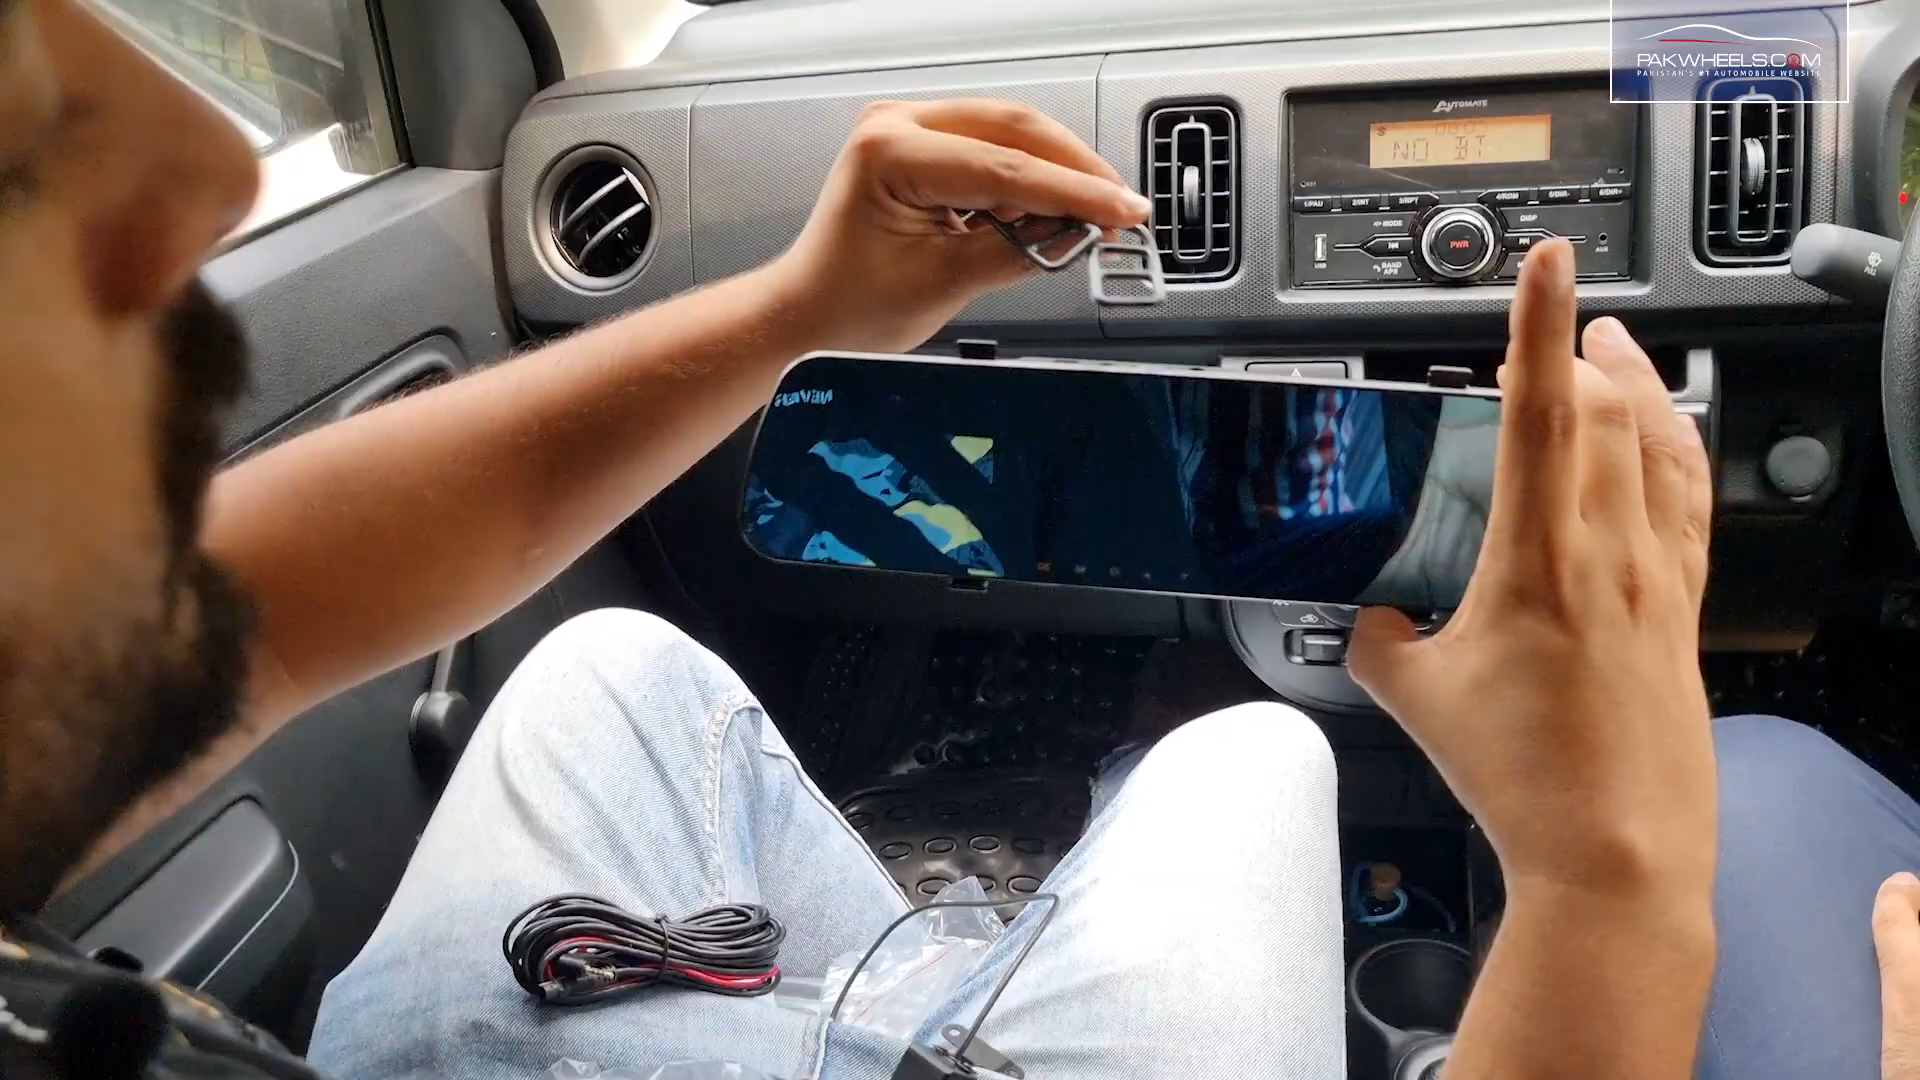 PAKWHEELS.COM
PAKISTAN'S #1 AUTOMOBILE WEBSITE
AUTOMATE
S
NO BT
1/PAU
2/INT
3/RPT
4/RDM
5/DIR-
6/DIR+
MODE
DISP
PWR
USB
BAND
APS
AUX
PULL